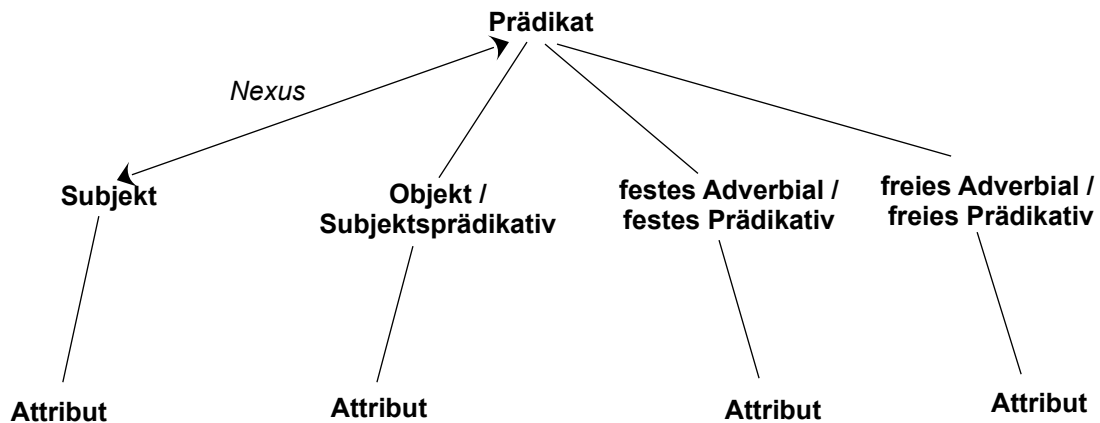 Prädikat
Nexus
Subjekt
Objekt /
Subjektsprädikativ
festes Adverbial /
festes Prädikativ
freies Adverbial /
freies Prädikativ
Attribut
Attribut
Attribut
Attribut